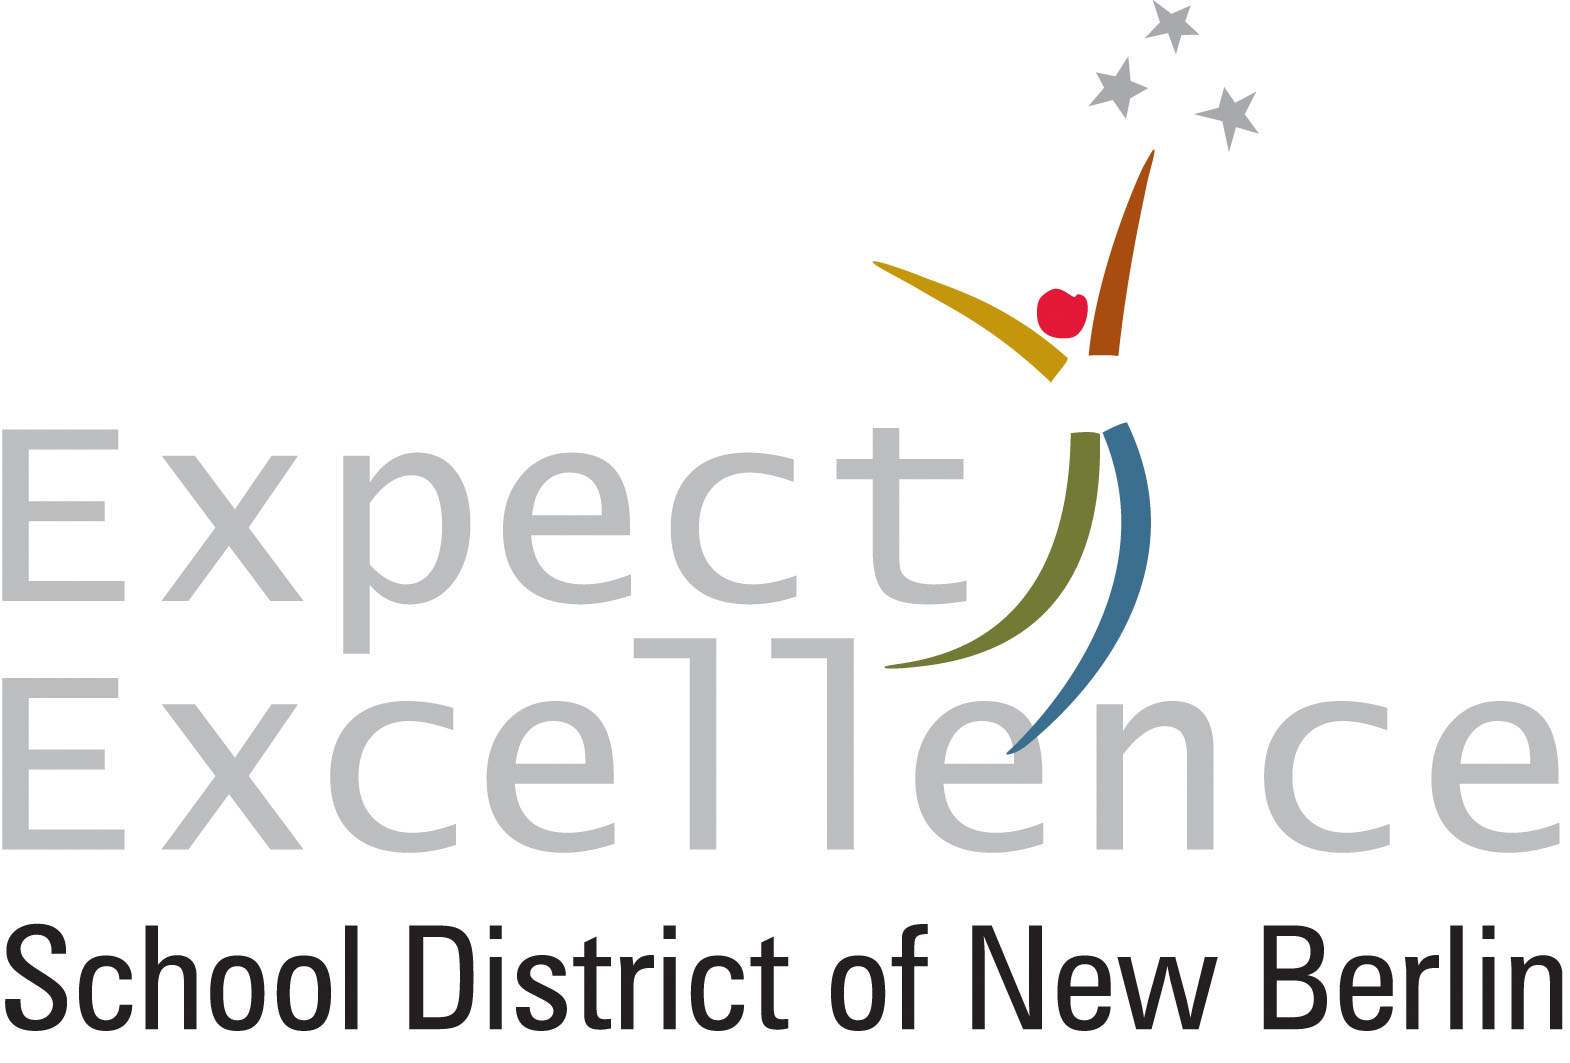 Expect
Excellence
School District of New Berlin